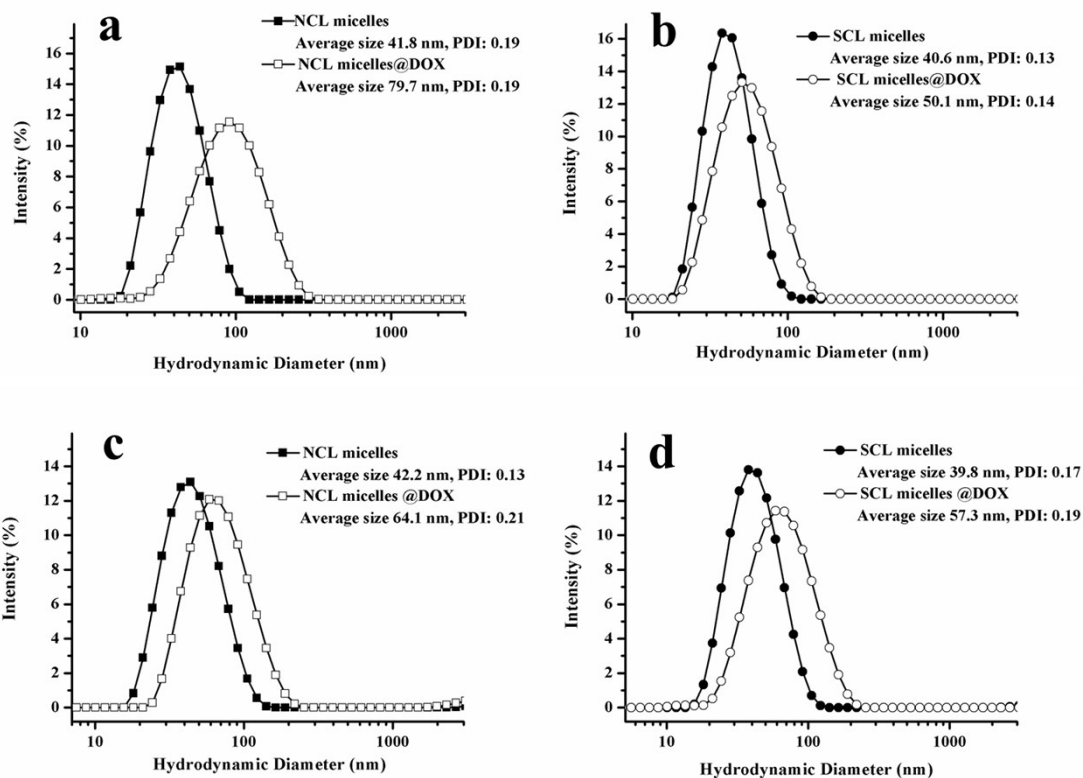 a
NCL micelles
Average size 41.8 nm, PDI: 0.19
NCL micelles@DOX
Average size 79.7 nm, PDI: 0.19
16
14
12
10
8
6
4
2
0
Intensity (%)
10 100 1000
Hydrodynamic Diameter (nm)
b
SCL micelles
Average size 40.6 nm, PDI: 0.13
SCL micelles@DOX
Average size 50.1 nm, PDI: 0.14
16
14
12
10
8
6
4
2
0
Intensity (%)
10 100 1000
Hydrodynamic Diameter (nm)
c
NCL micelles
Average size 42.2 nm, PDI: 0.13
NCL micelles @DOX
Average size 64.1 nm, PDI: 0.21
14
12
10
8
6
4
2
0
Intensity (%)
10 100 1000
Hydrodynamic Diameter (nm)
d
SCL micelles
Average size 39.8 nm, PDI: 0.17
SCL micelles @DOX
Average size 57.3 nm, PDI: 0.19
14
12
10
8
6
4
2
0
Intensity (%)
10 100 1000
Hydrodynamic Diameter (nm)